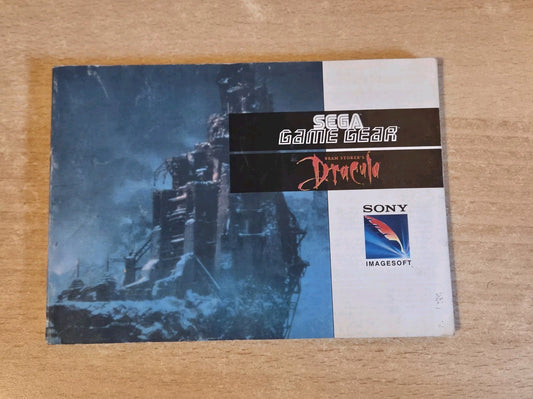 SEGA
GAME GEAR
BRAM STOKER'S
Dracula
SONY
IMAGESOFT